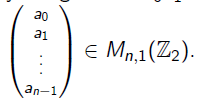 a₀
a₁
⋮
aₙ₋₁
∈ Mₙ,₁(ℤ₂).